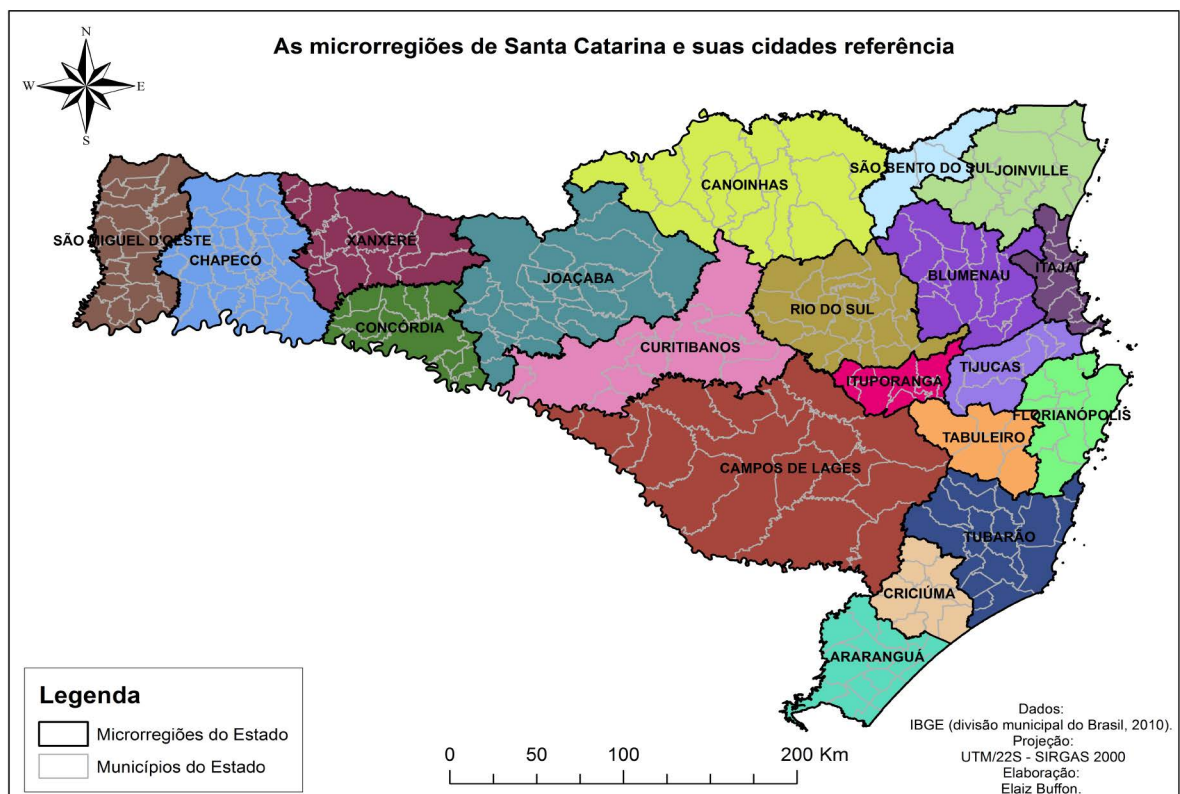 As microrregiões de Santa Catarina e suas cidades referência
N
W
E
S
SÃO BENTO DO SUL
JOINVILLE
CANOINHAS
SÃO MIGUEL D'OESTE
XANXERÊ
CHAPECÓ
JOAÇABA
BLUMENAU
ITAJAÍ
RIO DO SUL
CONCÓRDIA
CURITIBANOS
TIJUCAS
ITUPORANGA
FLORIANÓPOLIS
TABULEIRO
CAMPOS DE LAGES
TUBARÃO
CRICIÚMA
ARARANGUÁ
Legenda
Microrregiões do Estado
Municípios do Estado
0 50 100 200 Km
Dados:
IBGE (divisão municipal do Brasil, 2010).
Projeção:
UTM/22S - SIRGAS 2000
Elaboração:
Elaiz Buffon.